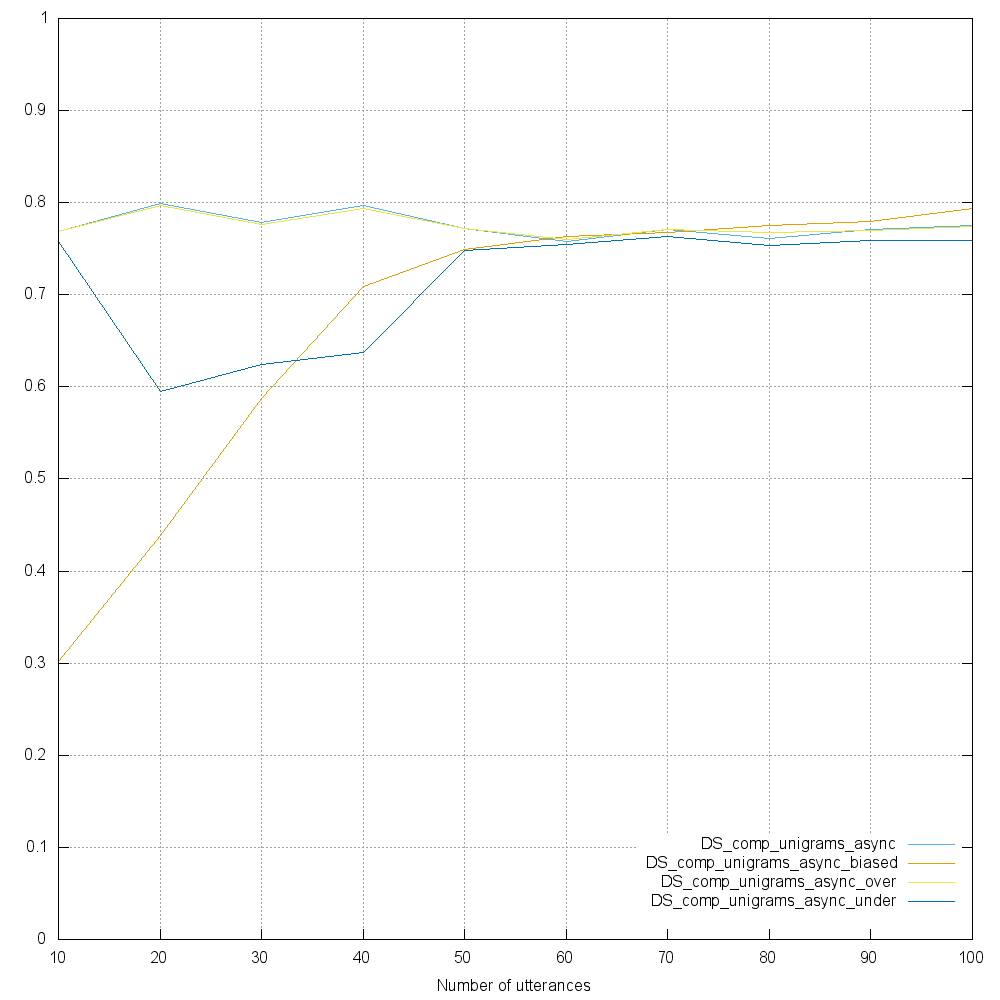 1
0.9
0.8
0.7
0.6
0.5
0.4
0.3
0.2
0.1
0
DS_comp_unigrams_async
DS_comp_unigrams_async_biased
DS_comp_unigrams_async_over
DS_comp_unigrams_async_under
10 20 30 40 50 60 70 80 90 100
Number of utterances